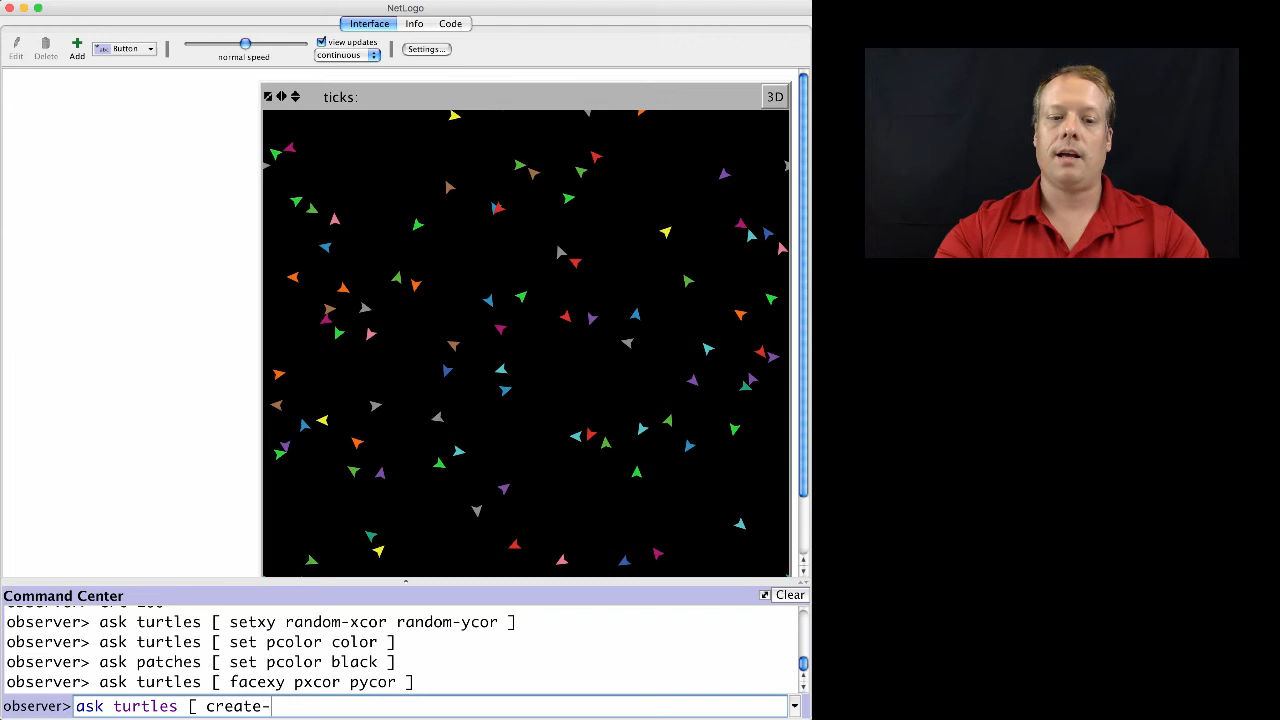 NetLogo
Interface Info Code
Edit Delete Add abc Button normal speed view updates continuous Settings...
ticks: 3D
Command Center Clear
observer> ask turtles [ setxy random-xcor random-ycor ]
observer> ask turtles [ set pcolor color ]
observer> ask patches [ set pcolor black ]
observer> ask turtles [ facexy pxcor pycor ]
observer> ask turtles [ create-